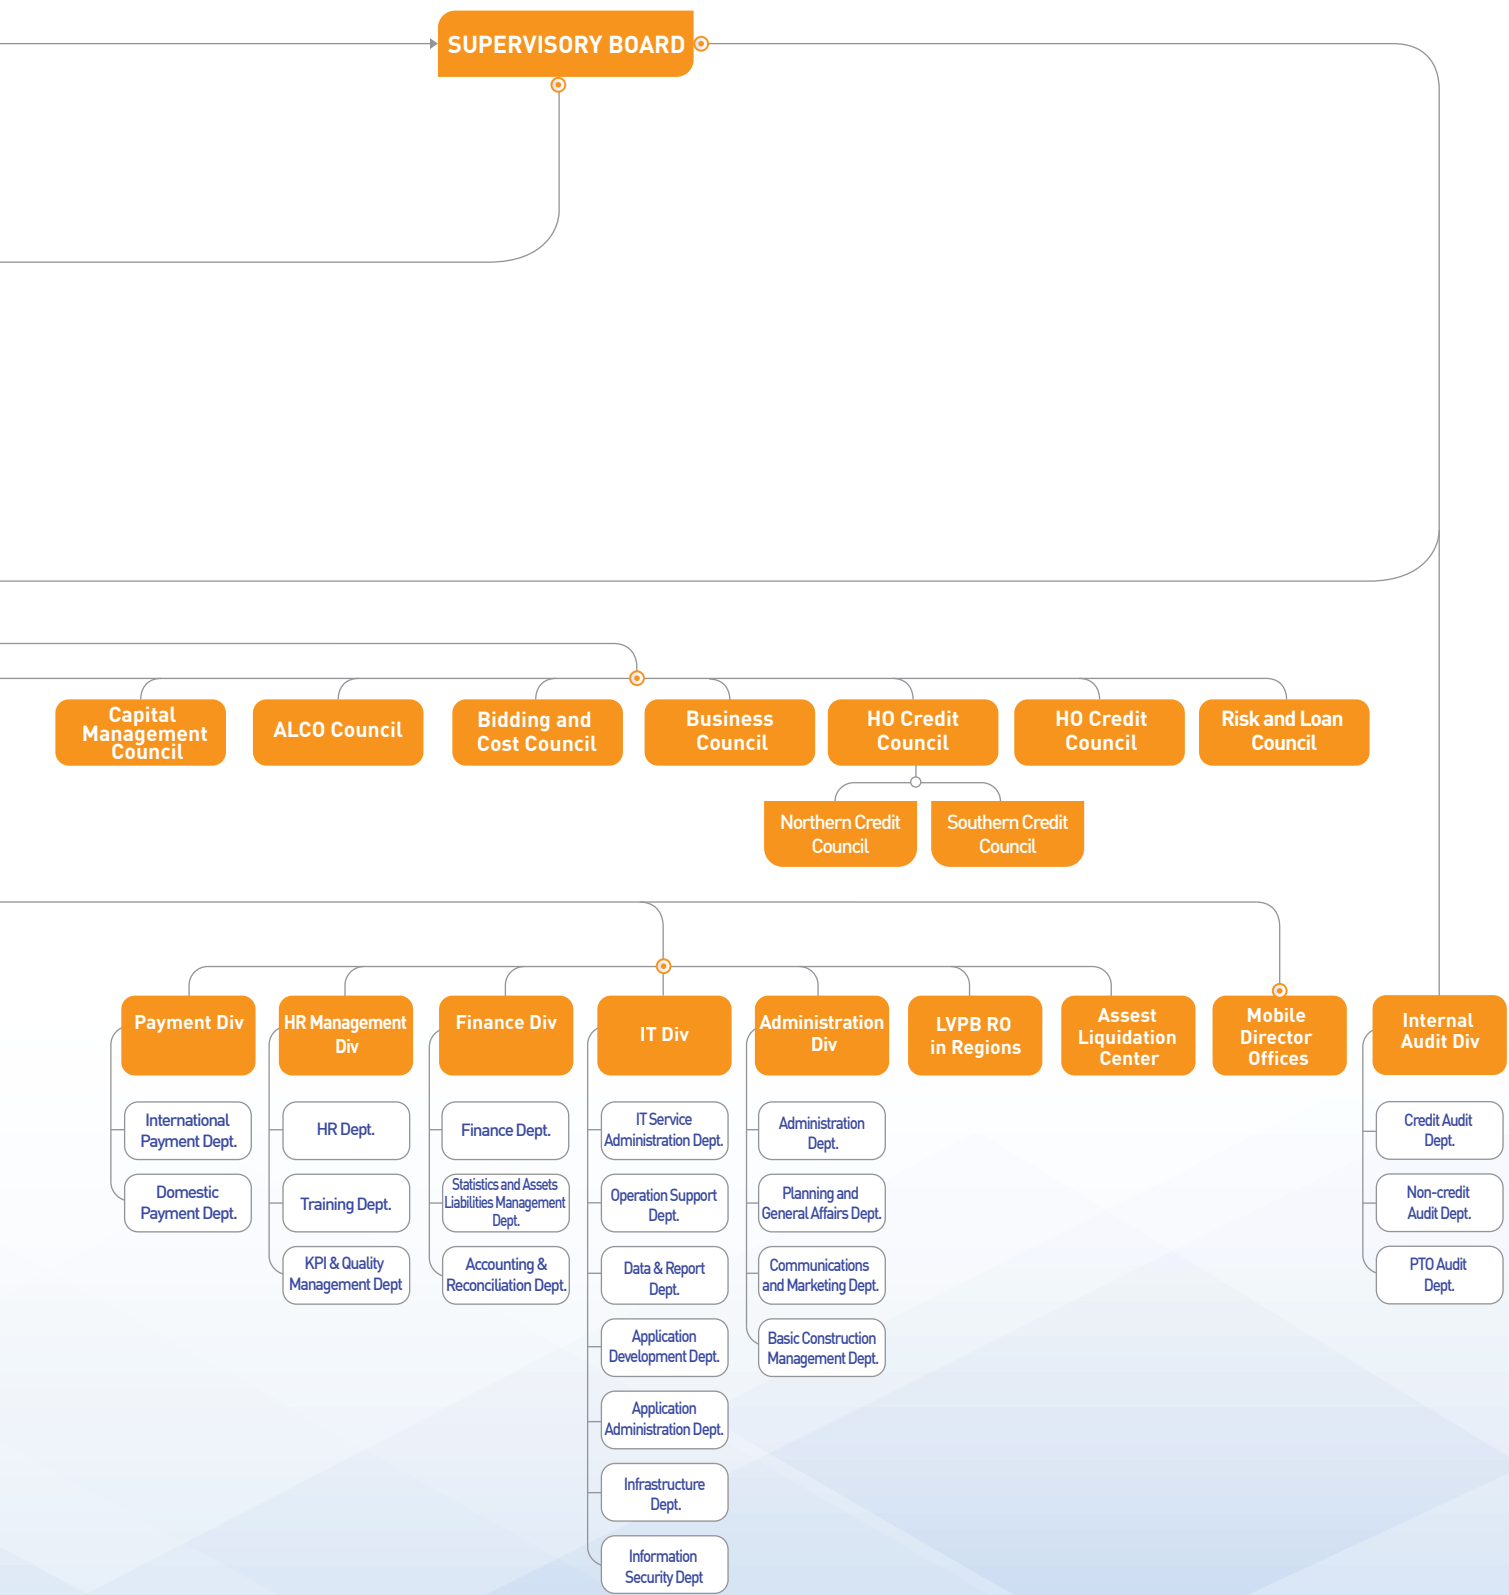 SUPERVISORY BOARD
Capital
Management
Council
ALCO Council
Bidding and
Cost Council
Business
Council
HO Credit
Council
HO Credit
Council
Risk and Loan
Council
Northern Credit
Council
Southern Credit
Council
Payment Div
International
Payment Dept.
Domestic
Payment Dept.
HR Management
Div
HR Dept.
Training Dept.
KPI & Quality
Management Dept
Finance Div
Finance Dept.
Statistics and Assets
Liabilities Management
Dept.
Accounting &
Reconciliation Dept.
IT Div
IT Service
Administration Dept.
Operation Support
Dept.
Data & Report
Dept.
Application
Development Dept.
Application
Administration Dept.
Infrastructure
Dept.
Information
Security Dept
Administration
Div
Administration
Dept.
Planning and
General Affairs Dept.
Communications
and Marketing Dept.
Basic Construction
Management Dept.
LVPB RO
in Regions
Assest
Liquidation
Center
Mobile
Director
Offices
Internal
Audit Div
Credit Audit
Dept.
Non-credit
Audit Dept.
PTO Audit
Dept.